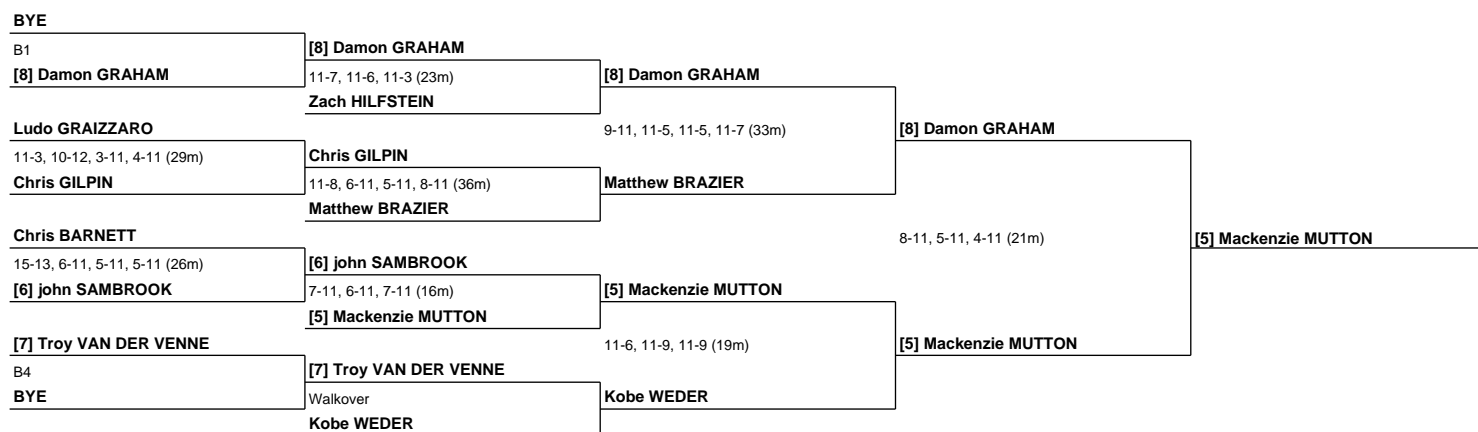 BYE
B1
[8] Damon GRAHAM
Ludo GRAIZZARO
11-3, 10-12, 3-11, 4-11 (29m)
Chris GILPIN
Chris BARNETT
15-13, 6-11, 5-11, 5-11 (26m)
[6] john SAMBROOK
[7] Troy VAN DER VENNE
B4
BYE
[8] Damon GRAHAM
11-7, 11-6, 11-3 (23m)
Zach HILFSTEIN
Chris GILPIN
11-8, 6-11, 5-11, 8-11 (36m)
Matthew BRAZIER
[6] john SAMBROOK
7-11, 6-11, 7-11 (16m)
[5] Mackenzie MUTTON
[7] Troy VAN DER VENNE
Walkover
Kobe WEDER
[8] Damon GRAHAM
9-11, 11-5, 11-5, 11-7 (33m)
Matthew BRAZIER
[5] Mackenzie MUTTON
11-6, 11-9, 11-9 (19m)
Kobe WEDER
[8] Damon GRAHAM
8-11, 5-11, 4-11 (21m)
[5] Mackenzie MUTTON
[5] Mackenzie MUTTON